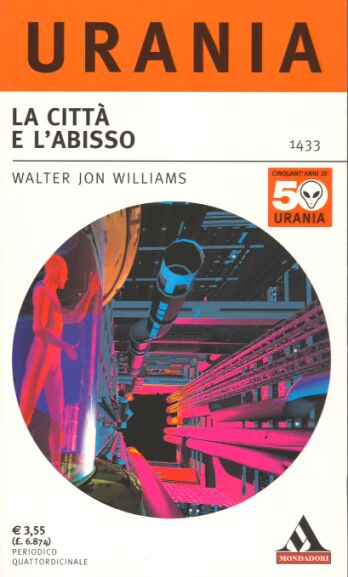 URANIA
LA CITTÀ
E L'ABISSO
1433
WALTER JON WILLIAMS
CINQUANT'ANNI DI
50
URANIA
€ 3,55
(£. 6.874)
PERIODICO
QUATTORDICINALE
MONDADORI